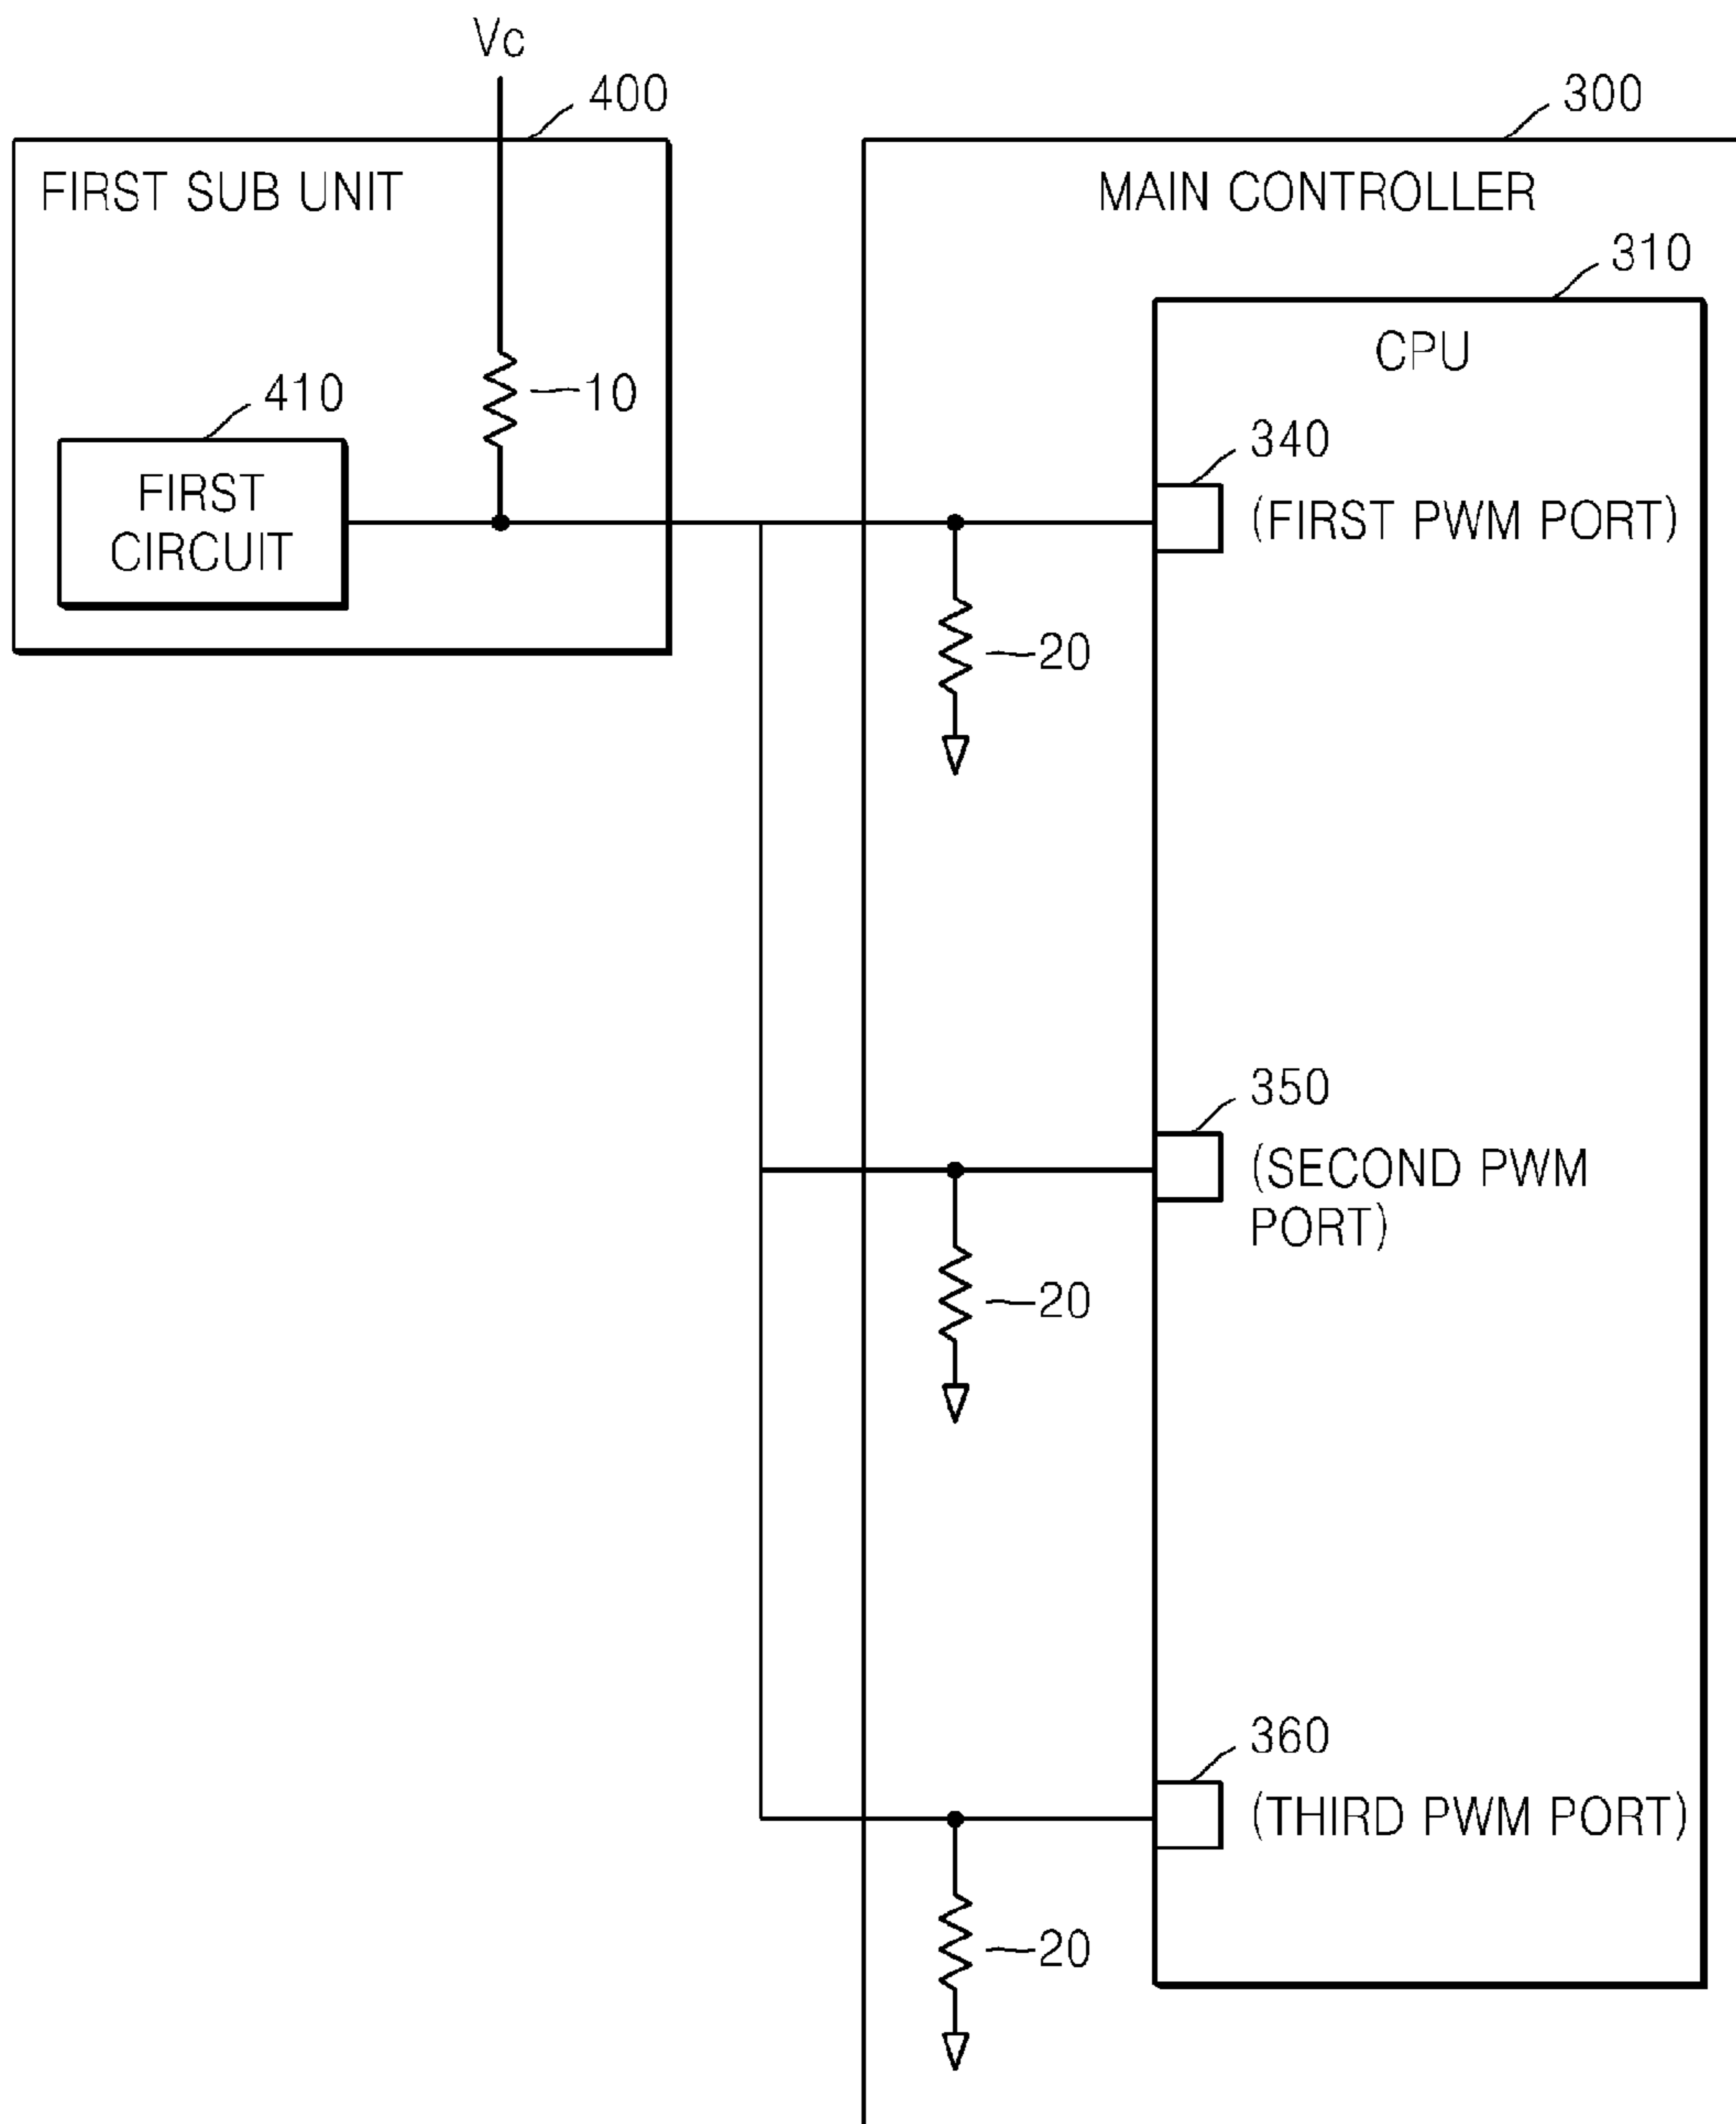 Vc
400
300
FIRST SUB UNIT
MAIN CONTROLLER
310
CPU
10
410
FIRST
CIRCUIT
340
(FIRST PWM PORT)
20
350
(SECOND PWM
PORT)
20
360
(THIRD PWM PORT)
20